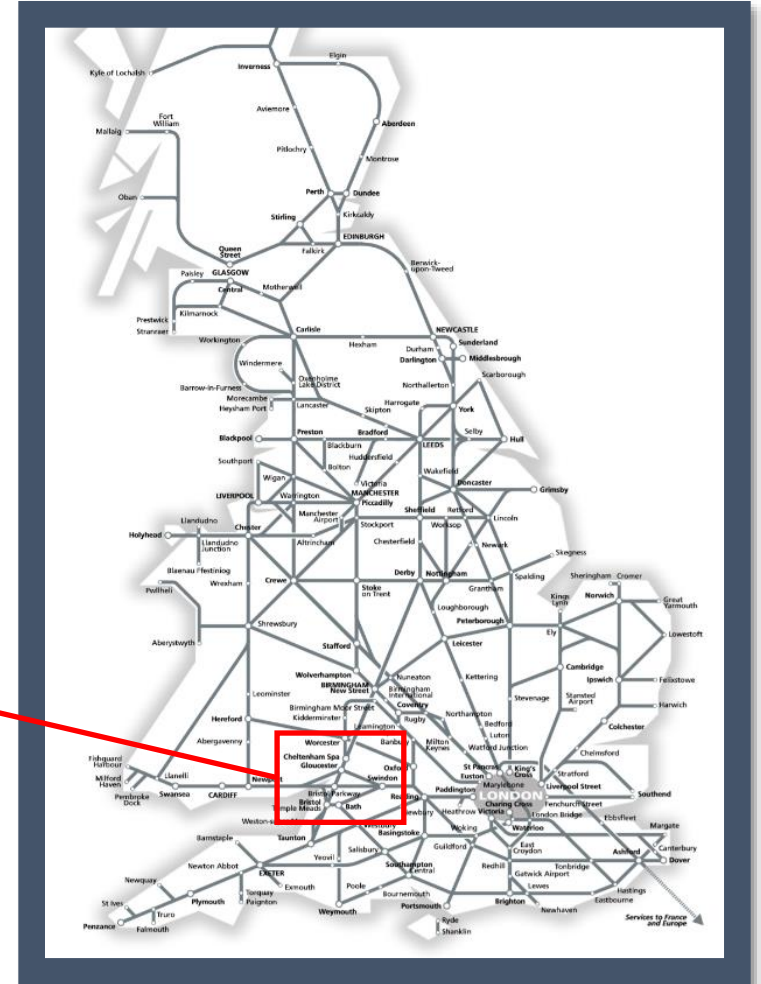 Elgin
Inverness
Kyle of Lochalsh
Aviemore
Fort
William
Mallaig
Aberdeen
Pitlochry
Montrose
Perth
Dundee
Oban
Stirling
Kirkcaldy
EDINBURGH
Queen
Street
Falkirk
Berwick-
upon-Tweed
Paisley
GLASGOW
Central
Motherwell
Prestwick
Kilmarnock
Stranraer
Carlisle
NEWCASTLE
Workington
Hexham
Sunderland
Durham
Darlington
Middlesbrough
Windermere
Scarborough
Oxenholme
Lake District
Northallerton
Barrow-in-Furness
Morecambe
Lancaster
Harrogate
Heysham Port
Skipton
York
Blackpool
Preston
Bradford
LEEDS
Selby
Hull
Blackburn
Huddersfield
Southport
Bolton
Wakefield
Wigan
Victoria
Doncaster
LIVERPOOL
Warrington
MANCHESTER
Piccadilly
Grimsby
Manchester
Airport
Sheffield
Retford
Llandudno
Chester
Stockport
Worksop
Lincoln
Holyhead
Llandudno
Junction
Altrincham
Chesterfield
Newark
Skegness
Blaenau Ffestiniog
Wrexham
Crewe
Derby
Nottingham
Spalding
Sheringham
Cromer
Pwllheli
Stoke
on Trent
Grantham
Kings
Lynn
Norwich
Great
Yarmouth
Loughborough
Shrewsbury
Peterborough
Ely
Lowestoft
Aberystwyth
Stafford
Leicester
Wolverhampton
Nuneaton
Kettering
Cambridge
BIRMINGHAM
New Street
Birmingham
International
Ipswich
Felixstowe
Leominster
Coventry
Stevenage
Stansted
Airport
Birmingham Moor Street
Harwich
Hereford
Kidderminster
Rugby
Northampton
Leamington
Bedford
Colchester
Abergavenny
Worcester
Banbury
Milton
Keynes
Luton
Watford Junction
Chelmsford
Cheltenham Spa
Fishguard
Harbour
Gloucester
Oxford
St Pancras
King's
Cross
Euston
Stratford
Milford
Haven
Llanelli
Newport
Swindon
Marylebone
Liverpool Street
Pembroke
Dock
Swansea
CARDIFF
Bristol Parkway
Reading
Paddington
LONDON
Southend
Bristol
Temple Meads
Bath
Charing Cross
Fenchurch Street
Heathrow
Victoria
London Bridge
Ebbsfleet
Waterloo
Margate
Barnstaple
Taunton
Basingstoke
Woking
Salisbury
East
Croydon
Canterbury
Guildford
Ashford
Dover
Newton Abbot
Yeovil
EXETER
Southampton
Central
Redhill
Tonbridge
Gatwick Airport
Newquay
Exmouth
Poole
Torquay
Paignton
Bournemouth
Lewes
Hastings
St Ives
Plymouth
Eastbourne
Truro
Weymouth
Portsmouth
Brighton
Newhaven
Penzance
Falmouth
Ryde
Shanklin
Services to France
and Europe